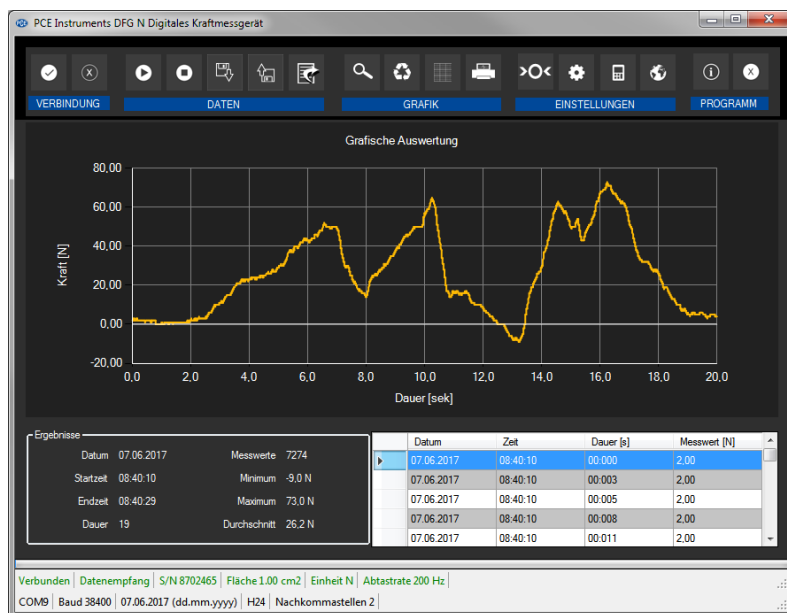 PCE Instruments DFG N Digitales Kraftmessgerät
VERBINDUNG DATEN GRAFIK EINSTELLUNGEN PROGRAMM
Grafische Auswertung
80,00
60,00
40,00
20,00
0,00
-20,00
Kraft [N]
0,0 2,0 4,0 6,0 8,0 10,0 12,0 14,0 16,0 18,0 20,0
Dauer [sek]
Ergebnisse
Datum 07.06.2017 Messwerte 7274
Startzeit 08:40:10 Minimum -9,0 N
Endzeit 08:40:29 Maximum 73,0 N
Dauer 19 Durchschnitt 26,2 N
Datum Zeit Dauer [s] Messwert [N]
07.06.2017 08:40:10 00:000 2,00
07.06.2017 08:40:10 00:003 2,00
07.06.2017 08:40:10 00:005 2,00
07.06.2017 08:40:10 00:008 2,00
07.06.2017 08:40:10 00:011 2,00
Verbunden Datenempfang S/N 8702465 Fläche 1.00 cm2 Einheit N Abtastrate 200 Hz
COM9 Baud 38400 07.06.2017 (dd.mm.yyyy) H24 Nachkommastellen 2